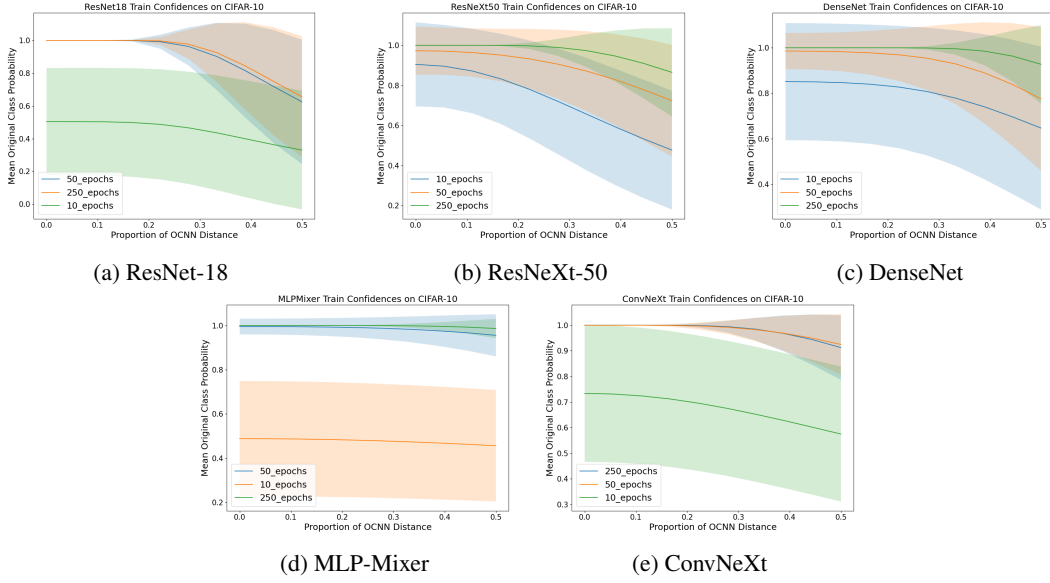 ResNet18 Train Confidences on CIFAR-10
Mean Original Class Probability
1.0
0.8
0.6
0.4
0.2
0.0
50_epochs
250_epochs
10_epochs
0.0 0.1 0.2 0.3 0.4 0.5
Proportion of OCNN Distance
(a) ResNet-18
ResNeXt50 Train Confidences on CIFAR-10
Mean Original Class Probability
1.0
0.8
0.6
0.4
0.2
10_epochs
50_epochs
250_epochs
0.0 0.1 0.2 0.3 0.4 0.5
Proportion of OCNN Distance
(b) ResNeXt-50
DenseNet Train Confidences on CIFAR-10
Mean Original Class Probability
1.0
0.8
0.6
0.4
10_epochs
50_epochs
250_epochs
0.0 0.1 0.2 0.3 0.4 0.5
Proportion of OCNN Distance
(c) DenseNet
MLPMixer Train Confidences on CIFAR-10
Mean Original Class Probability
1.0
0.8
0.6
0.4
0.2
50_epochs
10_epochs
250_epochs
0.0 0.1 0.2 0.3 0.4 0.5
Proportion of OCNN Distance
(d) MLP-Mixer
ConvNeXt Train Confidences on CIFAR-10
Mean Original Class Probability
1.0
0.9
0.8
0.7
0.6
0.5
0.4
0.3
250_epochs
50_epochs
10_epochs
0.0 0.1 0.2 0.3 0.4 0.5
Proportion of OCNN Distance
(e) ConvNeXt